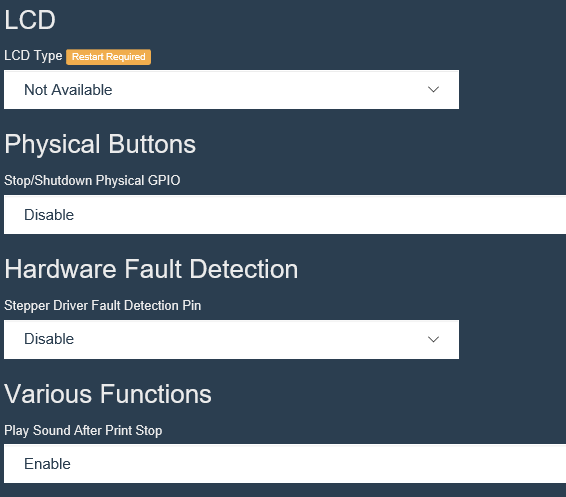 LCD
LCD Type Restart Required
Not Available
Physical Buttons
Stop/Shutdown Physical GPIO
Disable
Hardware Fault Detection
Stepper Driver Fault Detection Pin
Disable
Various Functions
Play Sound After Print Stop
Enable